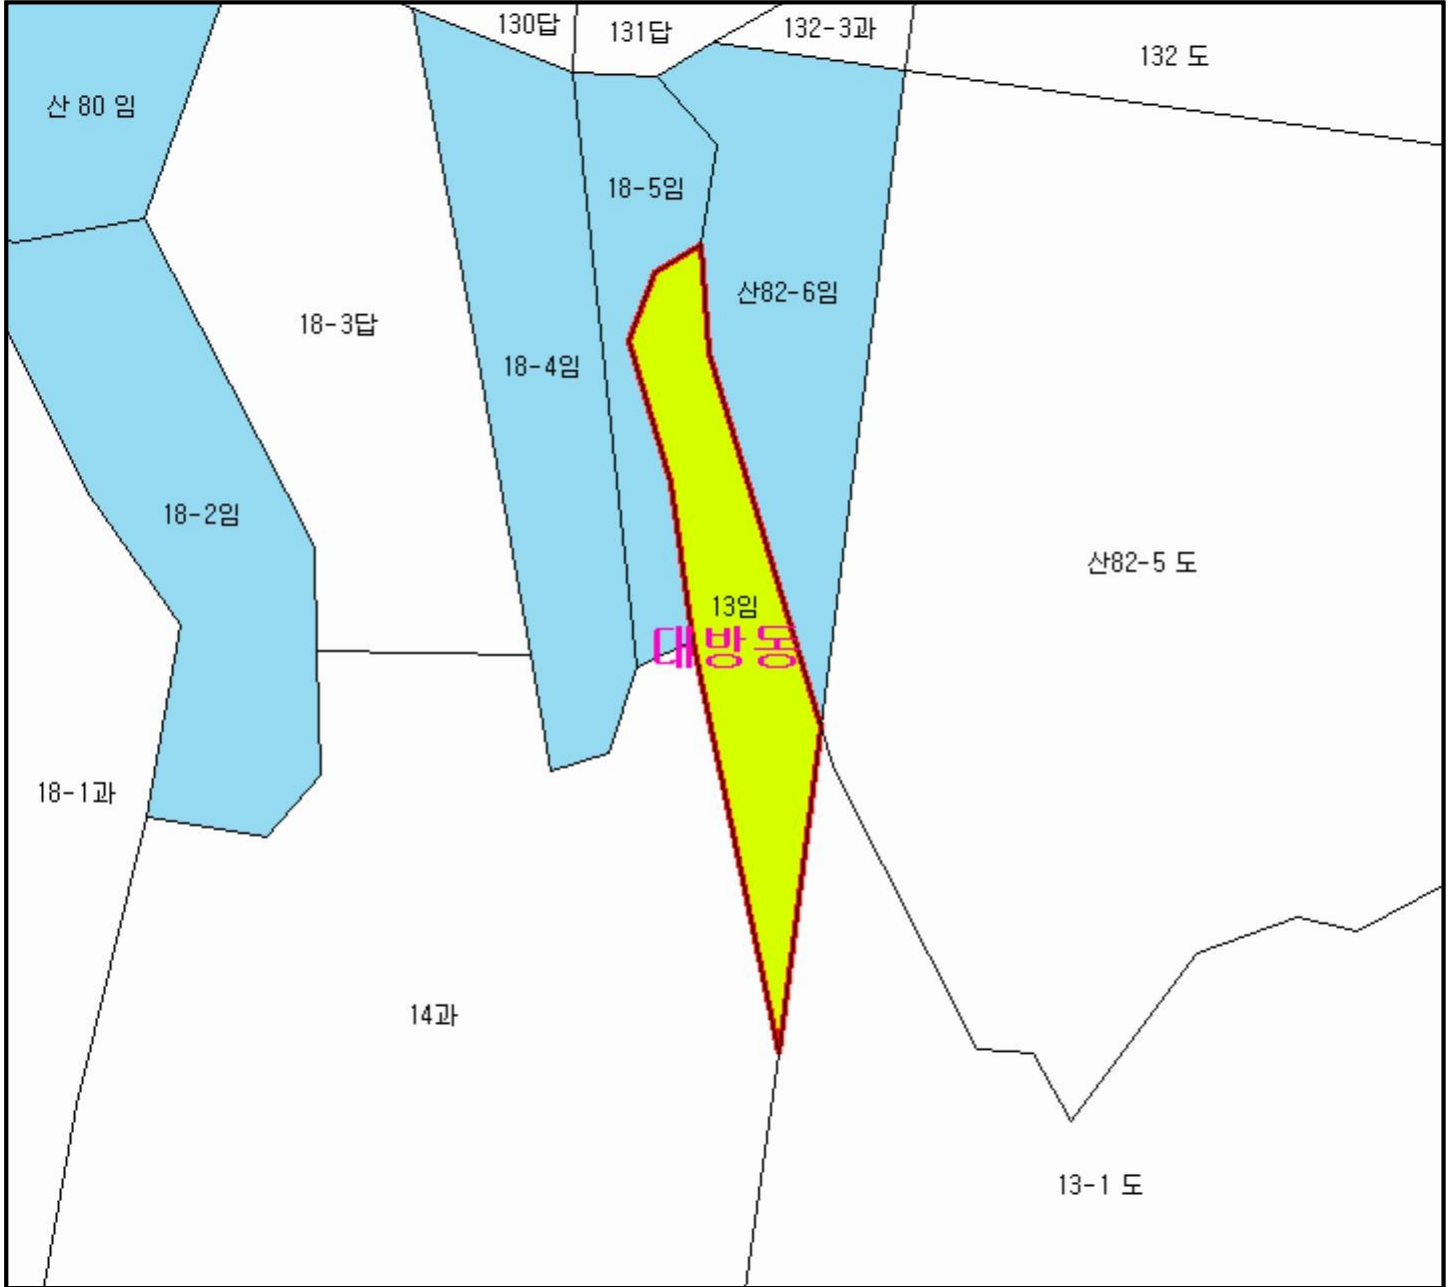 130답
131답
132-3과
132 도
산 80 임
18-5임
산82-6임
18-3답
18-4임
18-2임
산82-5 도
13임
대방동
18-1과
14과
13-1 도